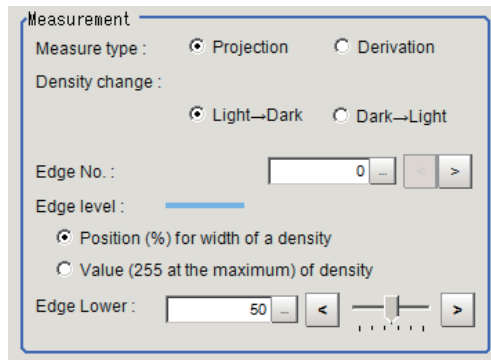 Measurement
Measure type : Projection Derivation
Density change :
Light→Dark Dark→Light
Edge No. : 0 ... < >
Edge level :
Position (%) for width of a density
Value (255 at the maximum) of density
Edge Lower : 50 ... < >